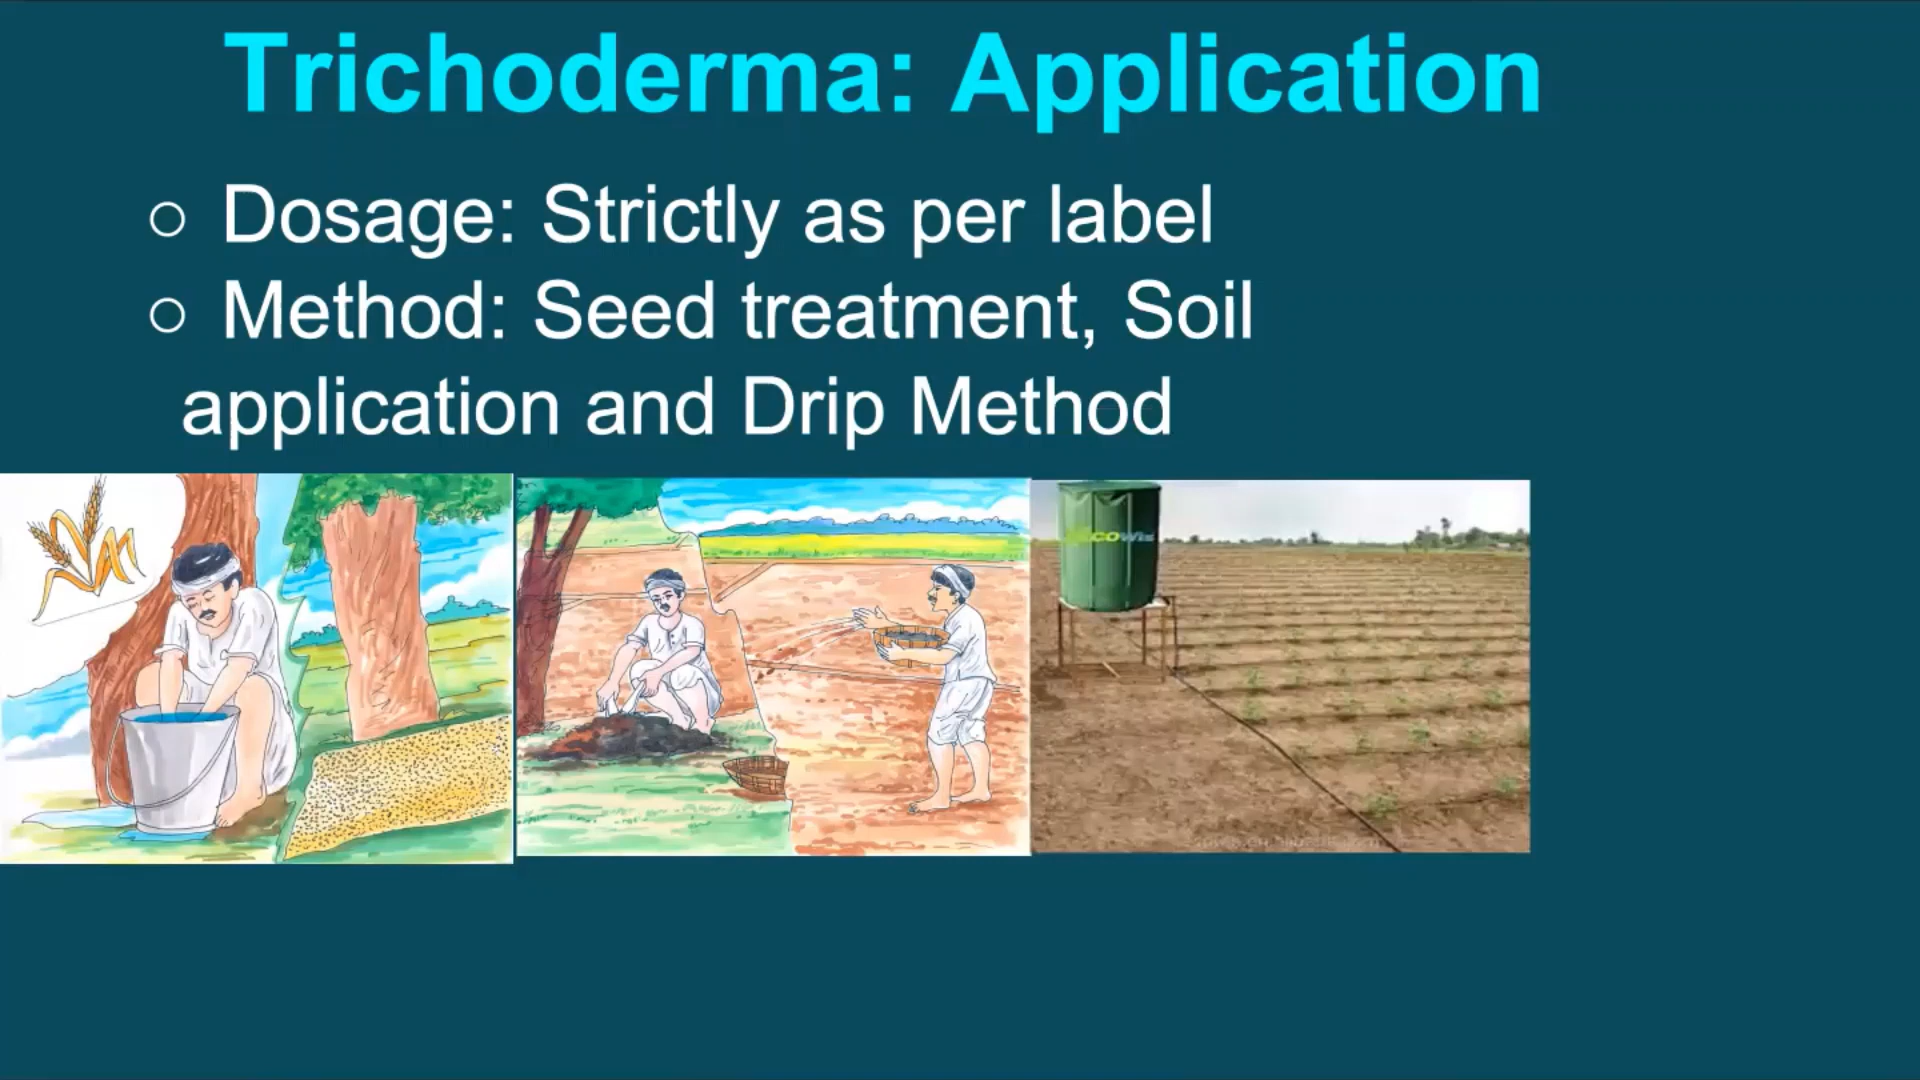 Trichoderma: Application
○ Dosage: Strictly as per label
○ Method: Seed treatment, Soil
application and Drip Method